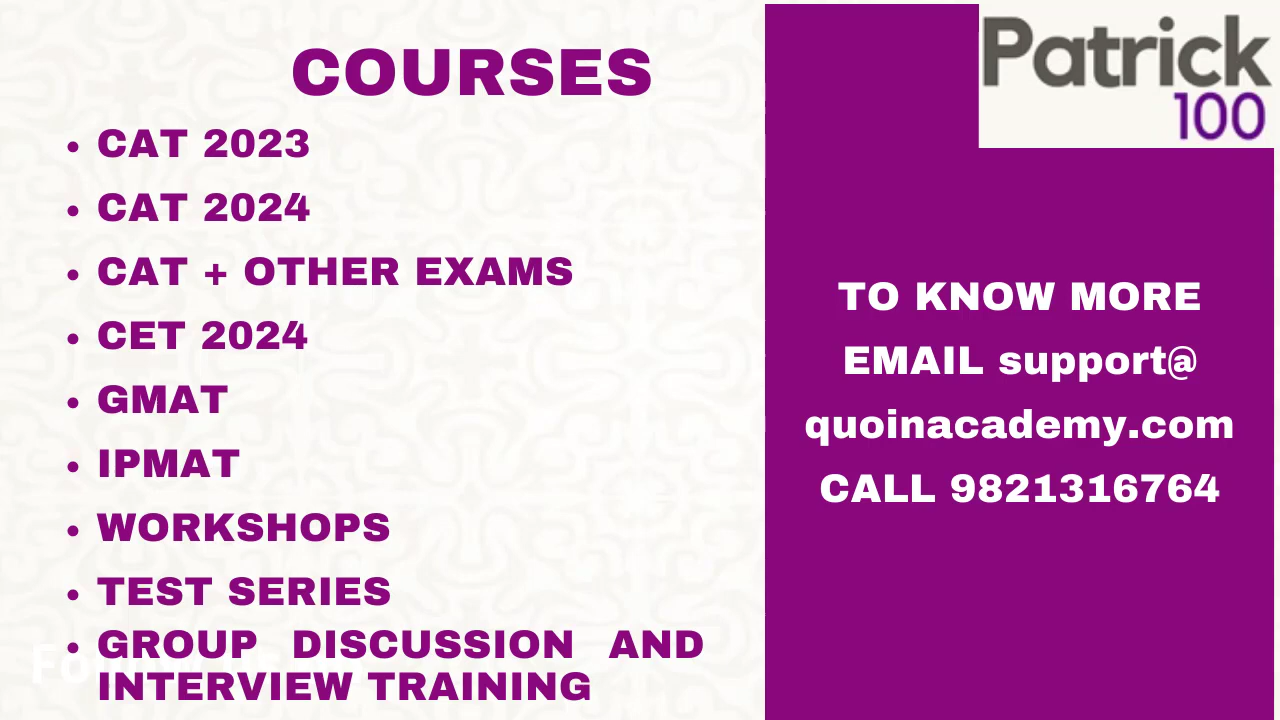 COURSES
• CAT 2023
• CAT 2024
• CAT + OTHER EXAMS
• CET 2024
• GMAT
• IPMAT
• WORKSHOPS
• TEST SERIES
• GROUP DISCUSSION AND
INTERVIEW TRAINING
Patrick
100
TO KNOW MORE
EMAIL support@
quoinacademy.com
CALL 9821316764